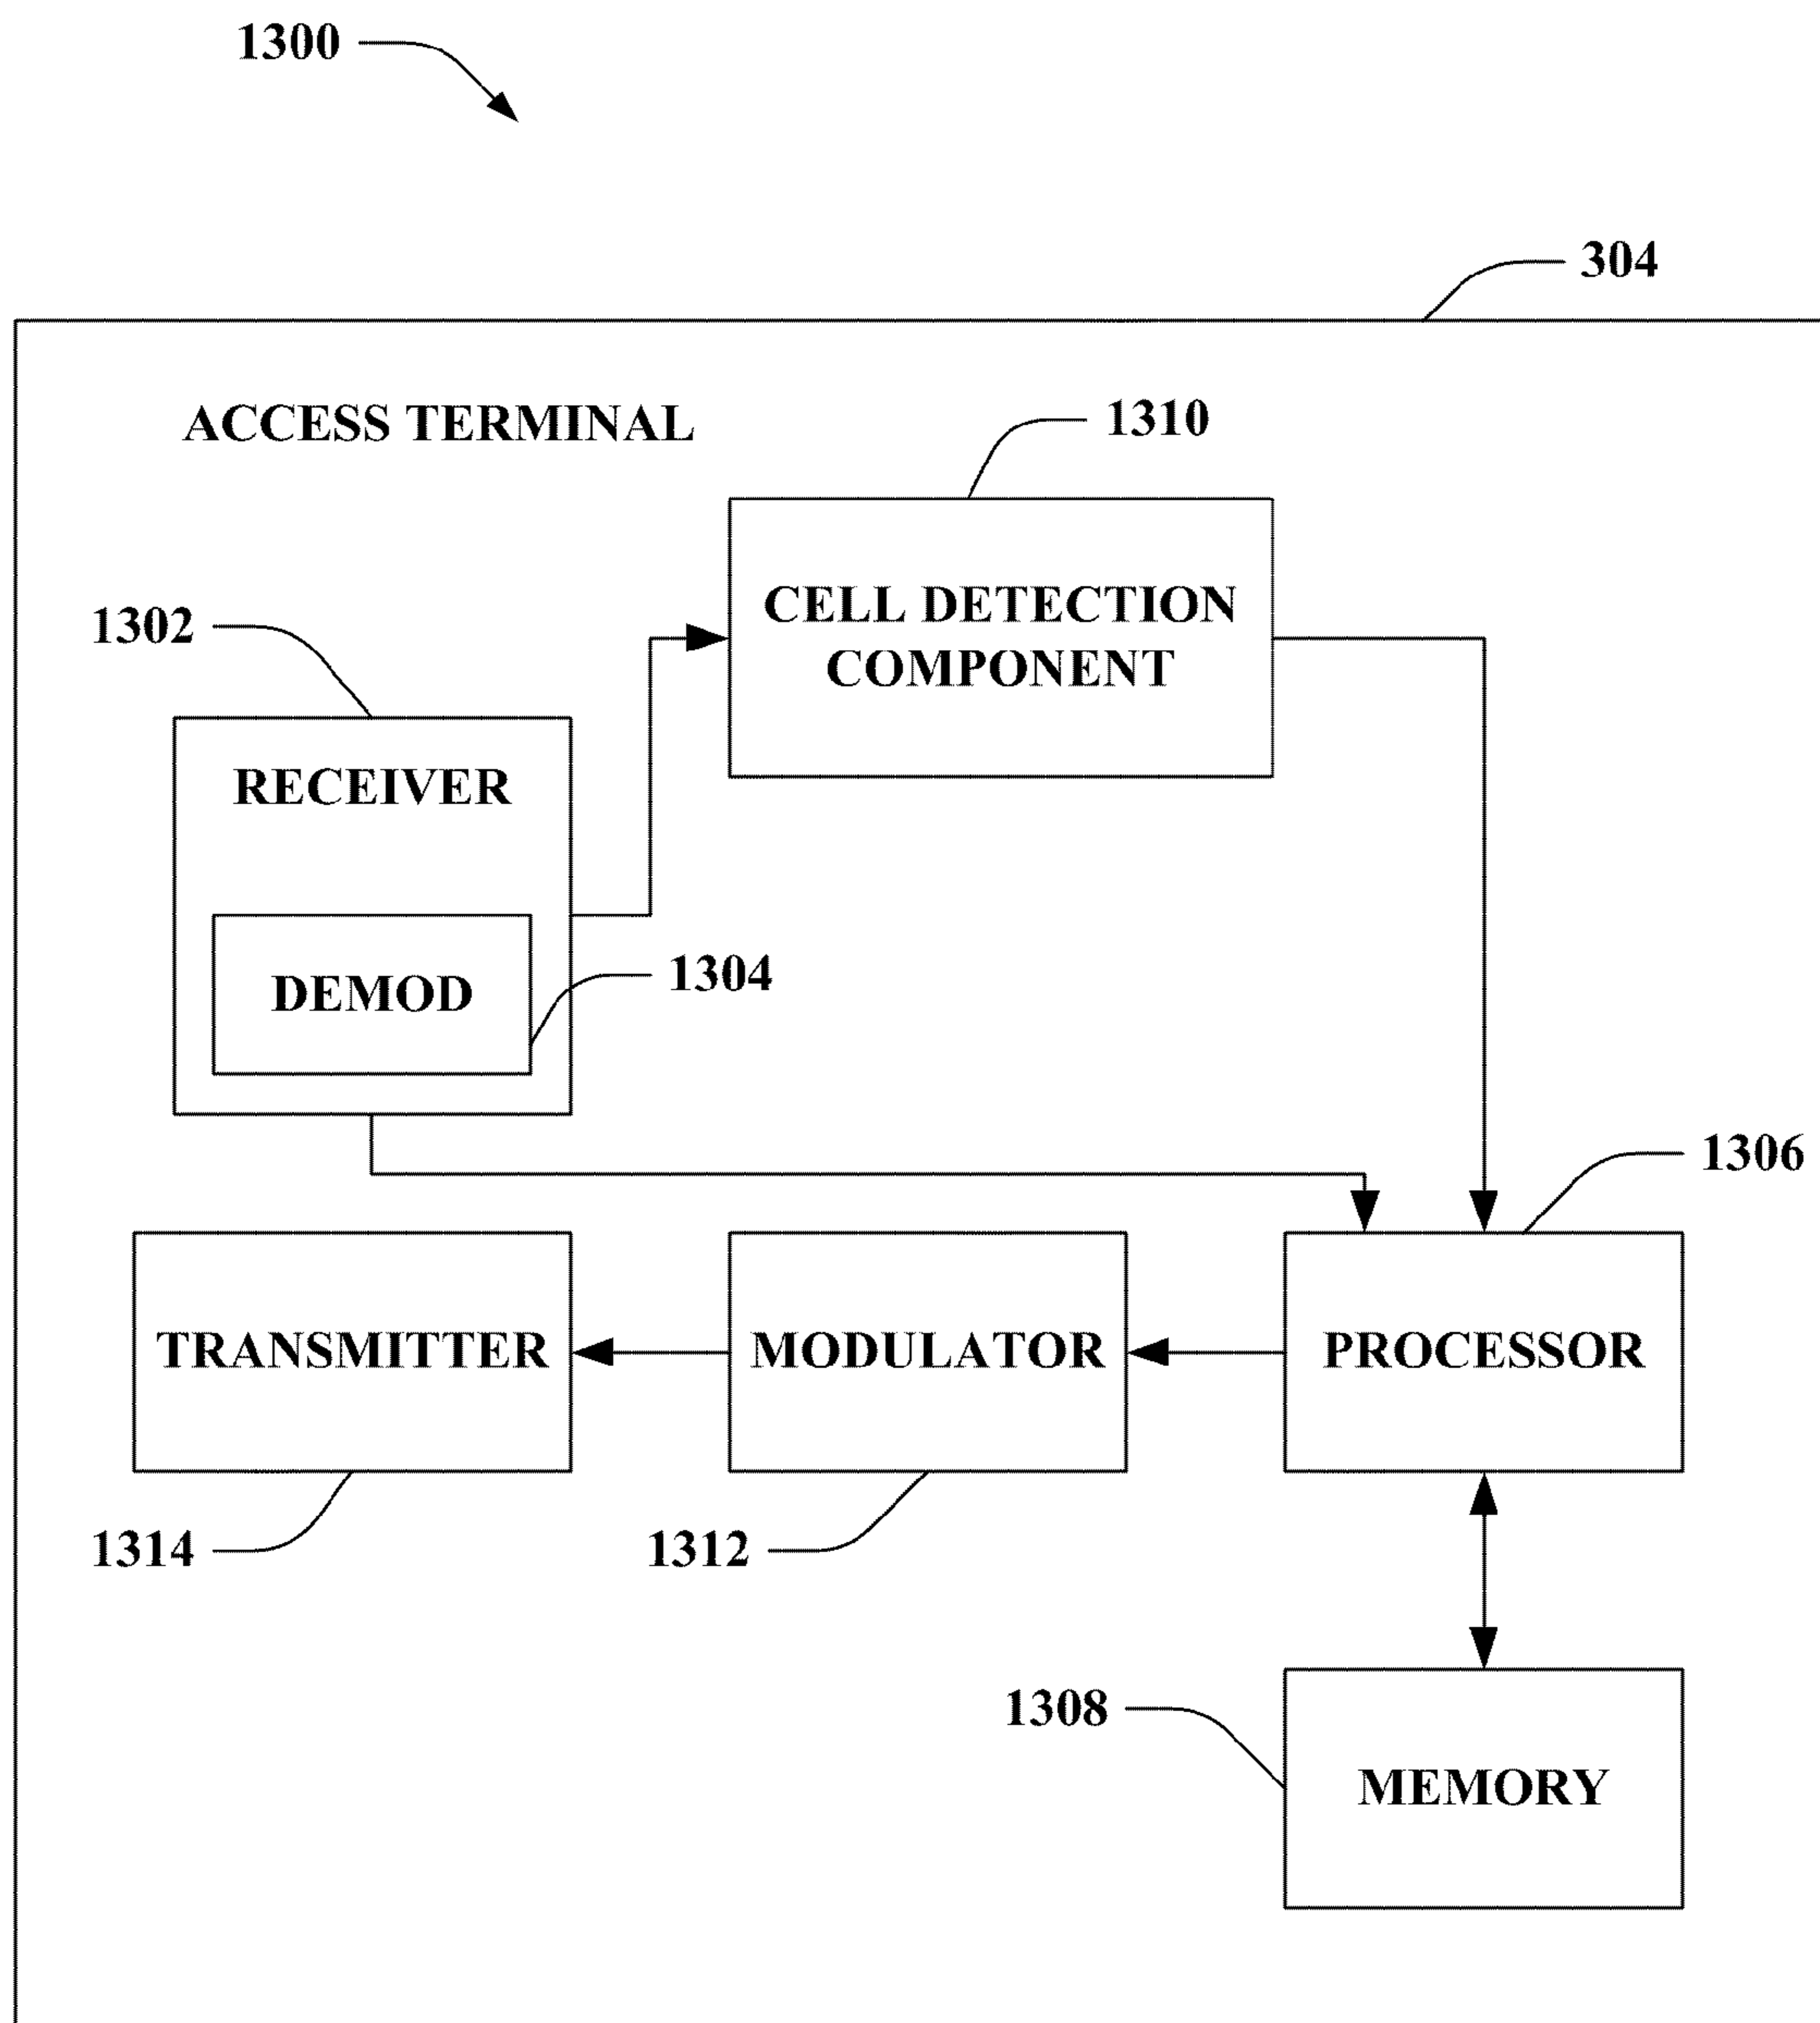 1300
304
ACCESS TERMINAL
1310
CELL DETECTION
COMPONENT
1302
RECEIVER
DEMOD
1304
1306
TRANSMITTER
MODULATOR
PROCESSOR
1314
1312
1308
MEMORY